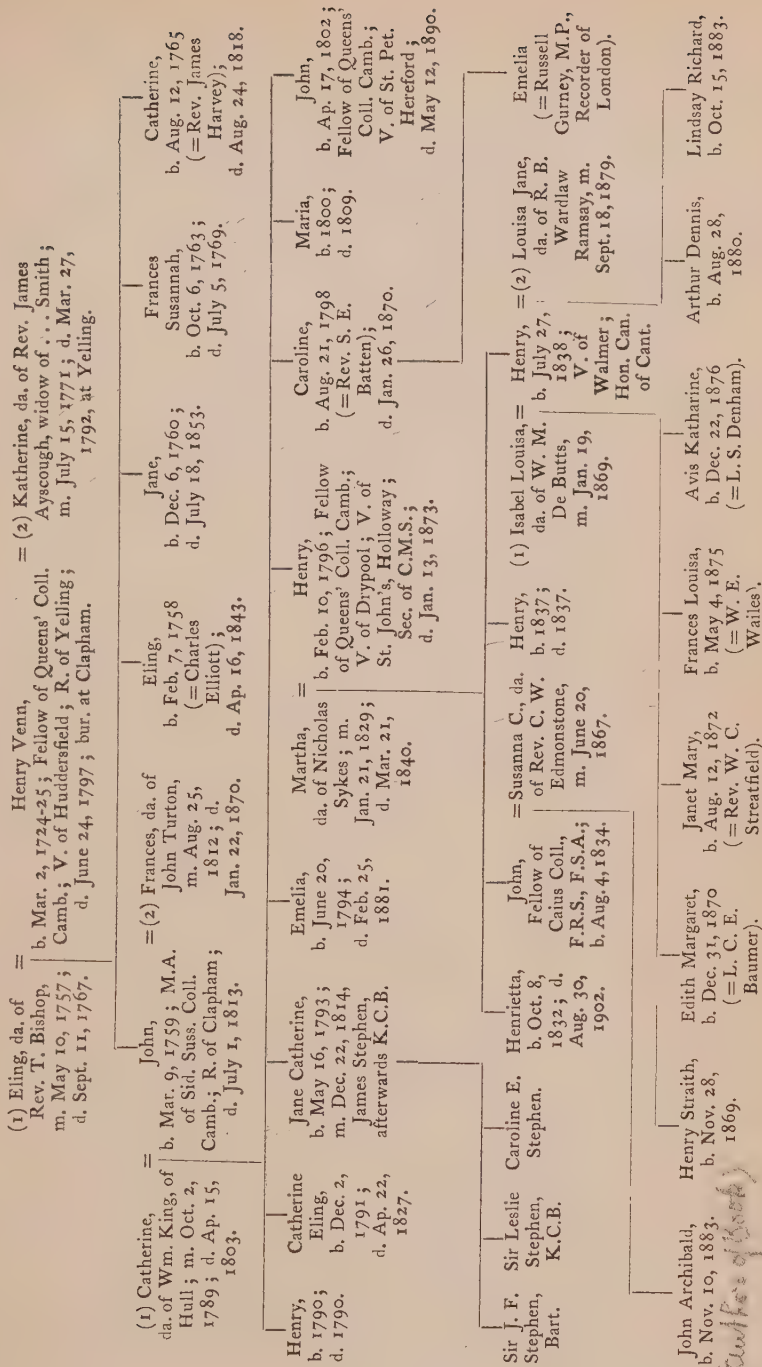 (1) Eling, da. of
Rev. T. Bishop,
m. May 10, 1757;
d. Sept. 11, 1767.
=
Henry Venn,
b. Mar. 2, 1724-25; Fellow of Queens' Coll.
Camb.; V. of Huddersfield; R. of Yelling;
d. June 24, 1797; bur. at Clapham.
= (2) Katherine, da. of Rev. James
Ayscough, widow of . . . Smith;
m. July 15, 1771; d. Mar. 27,
1792, at Yelling.
(1) Catherine,
da. of Wm. King, of
Hull; m. Oct. 2,
1789; d. Ap. 15,
1803.
=
John,
b. Mar. 9, 1759; M.A.
of Sid. Suss. Coll.
Camb.; R. of Clapham;
d. July 1, 1813.
= (2) Frances, da. of
John Turton,
m. Aug. 25,
1812; d.
Jan. 22, 1870.
Eling,
b. Feb. 7, 1758
(= Charles
Elliott);
d. Ap. 16, 1843.
Jane,
b. Dec. 6, 1760;
d. July 18, 1853.
Frances
Susannah,
b. Oct. 6, 1763;
d. July 5, 1769.
Catherine,
b. Aug. 12, 1765
(= Rev. James
Harvey);
d. Aug. 24, 1818.
Henry,
b. 1790;
d. 1790.
Catherine
Eling,
b. Dec. 2,
1791;
d. Ap. 22,
1827.
Jane Catherine,
b. May 16, 1793;
m. Dec. 22, 1814,
James Stephen,
afterwards K.C.B.
Emelia,
b. June 20,
1794;
d. Feb. 25,
1881.
Martha,
da. of Nicholas
Sykes; m.
Jan. 21, 1829;
d. Mar. 21,
1840.
=
Henry,
b. Feb. 10, 1796; Fellow
of Queens' Coll. Camb.;
V. of Drypool; V. of
St. John's, Holloway;
Sec. of C.M.S.;
d. Jan. 13, 1873.
Caroline,
b. Aug. 21, 1798
(= Rev. S. E.
Batten);
d. Jan. 26, 1870.
Maria,
b. 1800;
d. 1809.
John,
b. Ap. 17, 1802;
Fellow of Queens'
Coll. Camb.;
V. of St. Pet.
Hereford;
d. May 12, 1890.
Sir J. F.
Stephen,
Bart.
Sir Leslie
Stephen,
K.C.B.
Caroline E.
Stephen.
Henrietta,
b. Oct. 8,
1832; d.
Aug. 30,
1902.
John,
Fellow of
Caius Coll.,
F.R.S., F.S.A.;
b. Aug. 4, 1834.
= Susanna C., da.
of Rev. C. W.
Edmonstone,
m. June 20,
1867.
Henry,
b. 1837;
d. 1837.
(1) Isabel Louisa,
da. of W. M.
De Butts,
m. Jan. 19,
1869.
=
Henry,
b. July 27,
1838;
V. of
Walmer;
Hon. Can.
of Cant.
= (2) Louisa Jane,
da. of R. B.
Wardlaw
Ramsay, m.
Sept. 18, 1879.
Emelia
(= Russell
Gurney, M.P.,
Recorder of
London).
John Archibald,
b. Nov. 10, 1883.
Author of Book
Henry Straith,
b. Nov. 28,
1869.
Edith Margaret,
b. Dec. 31, 1870
(= L. C. E.
Baumer).
Janet Mary,
b. Aug. 12, 1872
(= Rev. W. C.
Streatfield).
Frances Louisa,
b. May 4, 1875
(= W. E.
Wailes).
Avis Katharine,
b. Dec. 22, 1876
(= L. S. Denham).
Arthur Dennis,
b. Aug. 28,
1880.
Lindsay Richard,
b. Oct. 15, 1883.